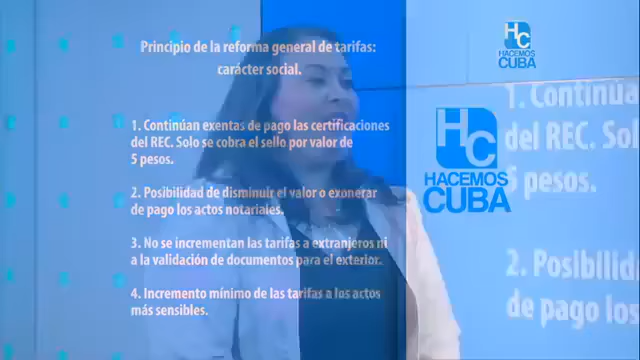 Principio de la reforma general de tarifas:
carácter social.
1. Continúan exentas de pago las certificaciones
del REC. Solo se cobra el sello por valor de
5 pesos.
2. Posibilidad de disminuir el valor o exonerar
de pago los actos notariales.
3. No se incrementan las tarifas a extranjeros ni
a la validación de documentos para el exterior.
4. Incremento mínimo de las tarifas a los actos
más sensibles.
HC
HACEMOS
CUBA
HC
HACEMOS
CUBA
1. Continúa
del REC. So
5 pesos.
2. Posibilid
de pago los